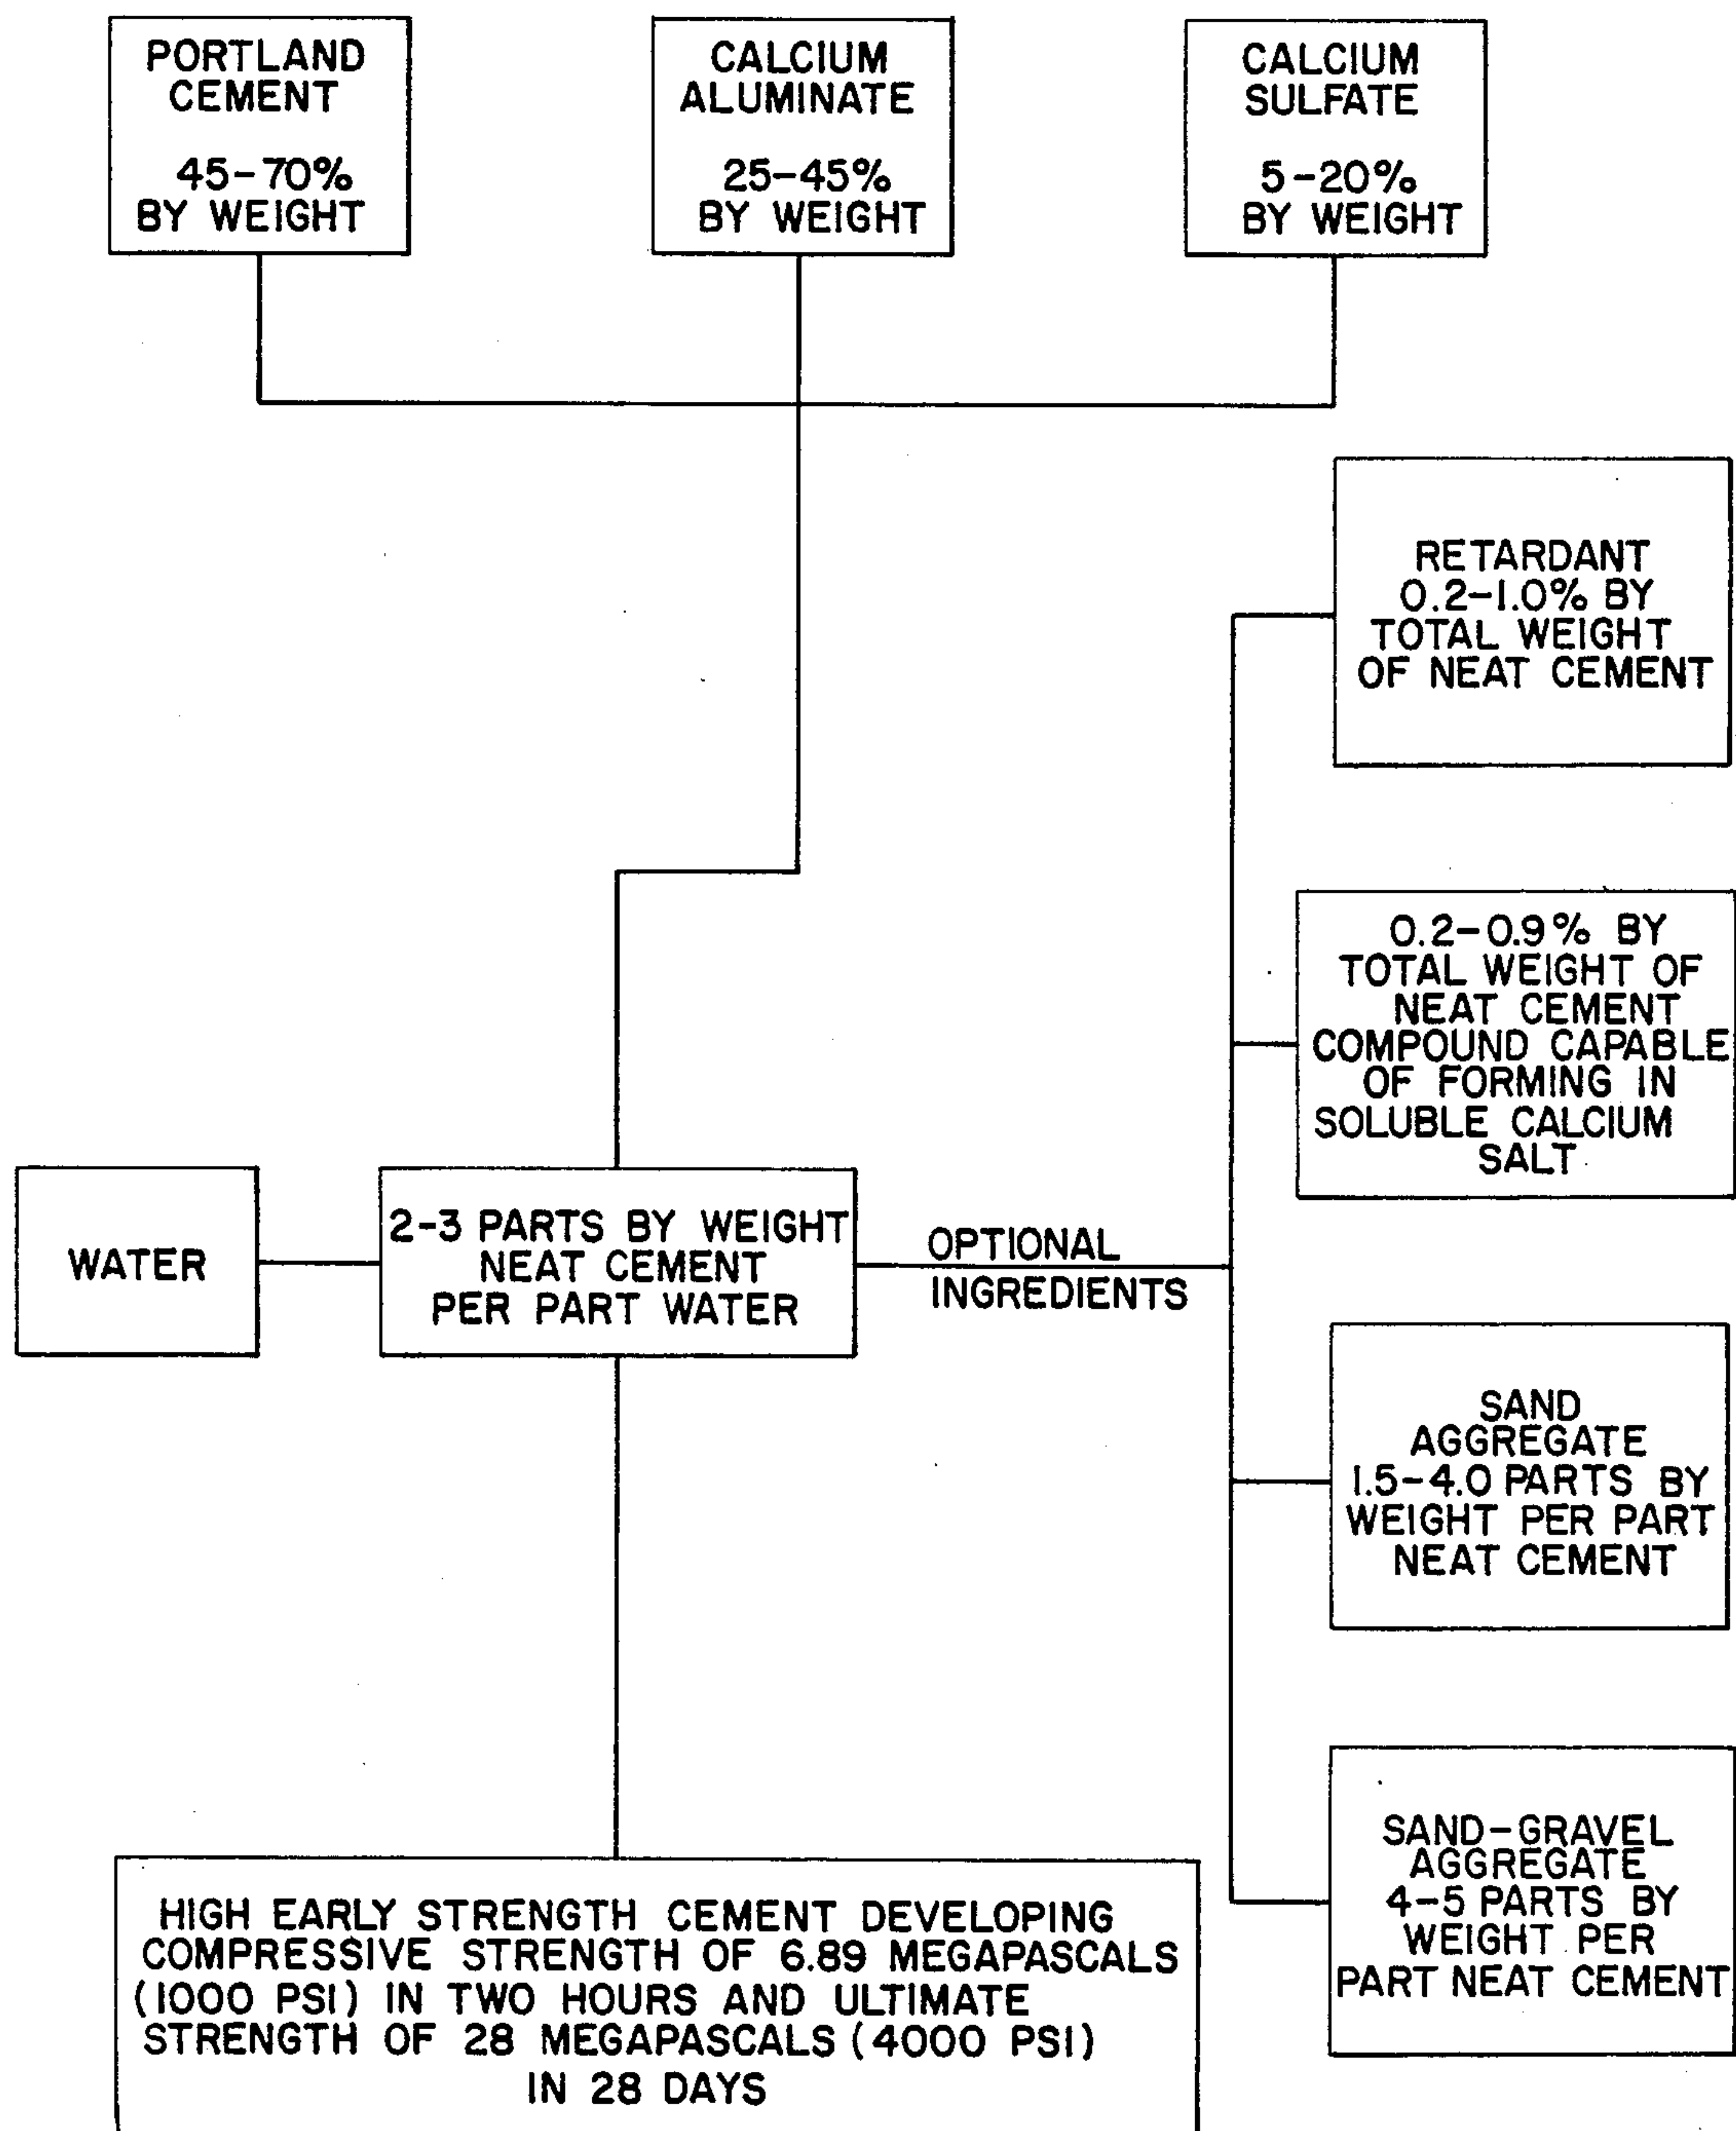 PORTLAND
CEMENT
45-70%
BY WEIGHT
CALCIUM
ALUMINATE
25-45%
BY WEIGHT
CALCIUM
SULFATE
5-20%
BY WEIGHT
RETARDANT
0.2-1.0% BY
TOTAL WEIGHT
OF NEAT CEMENT
0.2-0.9% BY
TOTAL WEIGHT OF
NEAT CEMENT
COMPOUND CAPABLE
OF FORMING IN
SOLUBLE CALCIUM
SALT
WATER
2-3 PARTS BY WEIGHT
NEAT CEMENT
PER PART WATER
OPTIONAL
INGREDIENTS
SAND
AGGREGATE
1.5-4.0 PARTS BY
WEIGHT PER PART
NEAT CEMENT
SAND-GRAVEL
AGGREGATE
4-5 PARTS BY
WEIGHT PER
PART NEAT CEMENT
HIGH EARLY STRENGTH CEMENT DEVELOPING
COMPRESSIVE STRENGTH OF 6.89 MEGAPASCALS
(1000 PSI) IN TWO HOURS AND ULTIMATE
STRENGTH OF 28 MEGAPASCALS (4000 PSI)
IN 28 DAYS